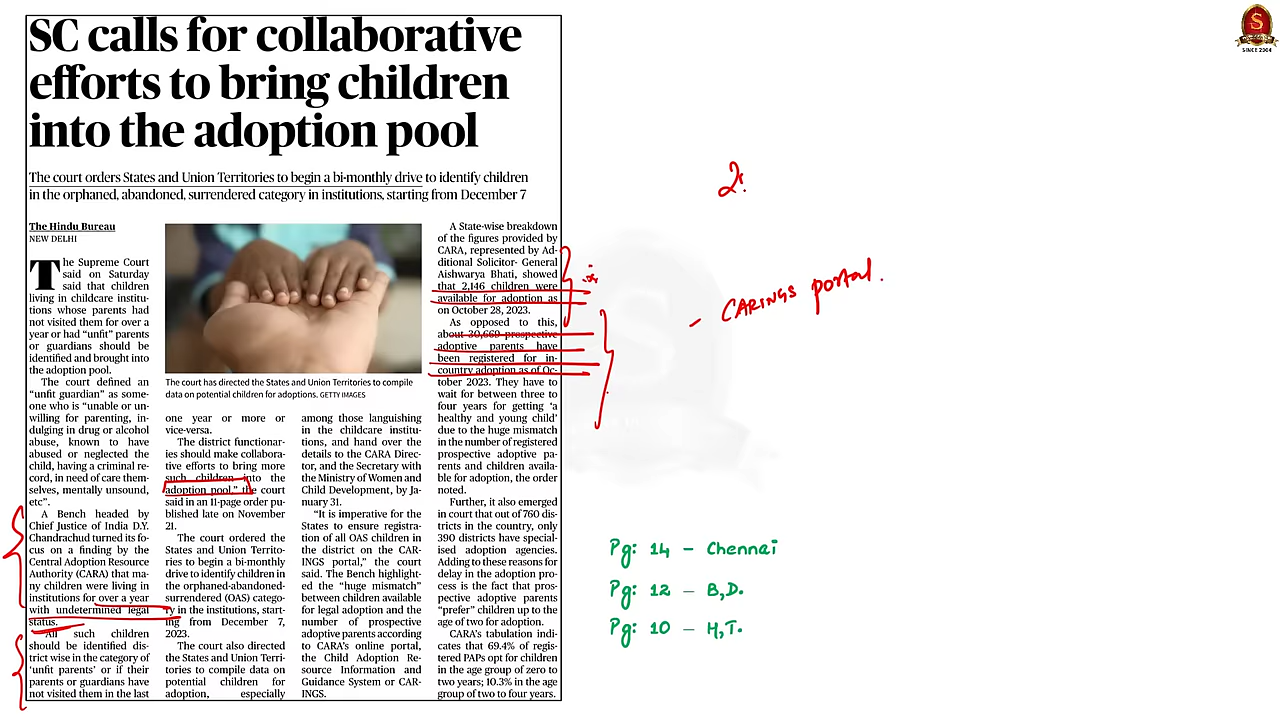 SC calls for collaborative
efforts to bring children
into the adoption pool
The court orders States and Union Territories to begin a bi-monthly drive to identify children
in the orphaned, abandoned, surrendered category in institutions, starting from December 7
The Hindu Bureau
NEW DELHI
The Supreme Court
said on Saturday
said that children
living in childcare institu-
tions whose parents had
not visited them for over a
year or had “unfit” parents
or guardians should be
identified and brought into
the adoption pool.
The court defined an
“unfit guardian” as some-
one who is “unable or un-
willing for parenting, in-
dulging in drug or alcohol
abuse, known to have
abused or neglected the
child, having a criminal re-
cord, in need of care them-
selves, mentally unsound,
etc”.
A Bench headed by
Chief Justice of India D.Y.
Chandrachud turned its fo-
cus on a finding by the
Central Adoption Resource
Authority (CARA) that ma-
ny children were living in
institutions for over a year
with undetermined legal
status.
All such children
should be identified dis-
trict wise in the category of
‘unfit parents’ or if their
parents or guardians have
not visited them in the last
The court has directed the States and Union Territories to compile
data on potential children for adoptions. GETTY IMAGES
one year or more or
vice-versa.
The district functionar-
ies should make collabora-
tive efforts to bring more
such children into the
adoption pool,” the court
said in an 11-page order pu-
blished late on November
21.
The court ordered the
States and Union Territo-
ries to begin a bi-monthly
drive to identify children in
the orphaned-abandoned-
surrendered (OAS) catego-
ry in the institutions, start-
ing from December 7,
2023.
The court also directed
the States and Union Terri-
tories to compile data on
potential children for
adoption, especially
among those languishing
in the childcare institu-
tions, and hand over the
details to the CARA Direc-
tor, and the Secretary with
the Ministry of Women and
Child Development, by Ja-
nuary 31.
“It is imperative for the
States to ensure registra-
tion of all OAS children in
the district on the CAR-
INGS portal,” the court
said. The Bench highlight-
ed the “huge mismatch”
between children available
for legal adoption and the
number of prospective
adoptive parents according
to CARA’s online portal,
the Child Adoption Re-
source Information and
Guidance System or CAR-
INGS.
A State-wise breakdown
of the figures provided by
CARA, represented by Ad-
ditional Solicitor- General
Aishwarya Bhati, showed
that 2,146 children were
available for adoption as
on October 28, 2023.
As opposed to this,
about 30,669 prospective
adoptive parents have
been registered for in-
country adoption as of Oc-
tober 2023. They have to
wait for between three to
four years for getting ‘a
healthy and young child’
due to the huge mismatch
in the number of registered
prospective adoptive pa-
rents and children availa-
ble for adoption, the order
noted.
Further, it also emerged
in court that out of 760 dis-
tricts in the country, only
390 districts have special-
ised adoption agencies.
Adding to these reasons for
delay in the adoption pro-
cess is the fact that pros-
pective adoptive parents
“prefer” children up to the
age of two for adoption.
CARA’s tabulation indi-
cates that 69.4% of regis-
tered PAPs opt for children
in the age group of zero to
two years; 10.3% in the age
group of two to four years.
- CARINGS portal.
Pg: 14 - Chennai
Pg: 12 - B,D.
Pg: 10 - H,T.
S
SINCE 2004